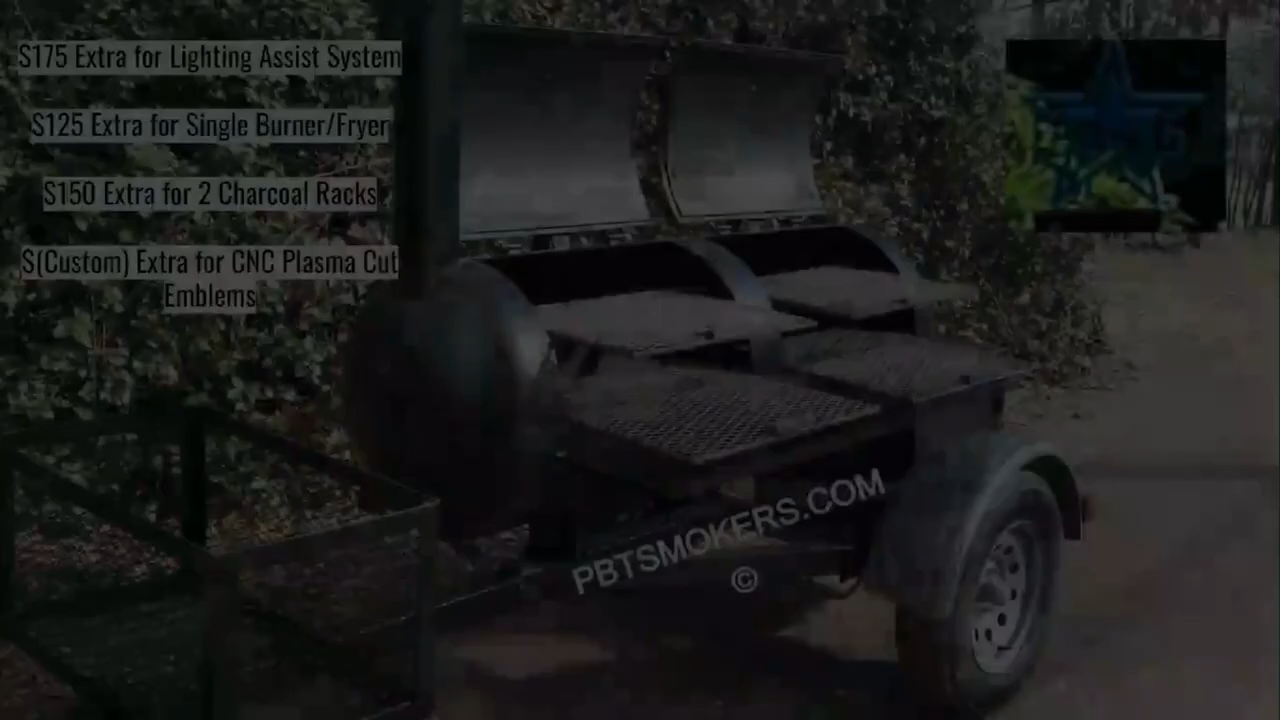 $175 Extra for Lighting Assist System
$125 Extra for Single Burner/Fryer
$150 Extra for 2 Charcoal Racks
$(Custom) Extra for CNC Plasma Cut
Emblems
PBTSMOKERS.COM
©